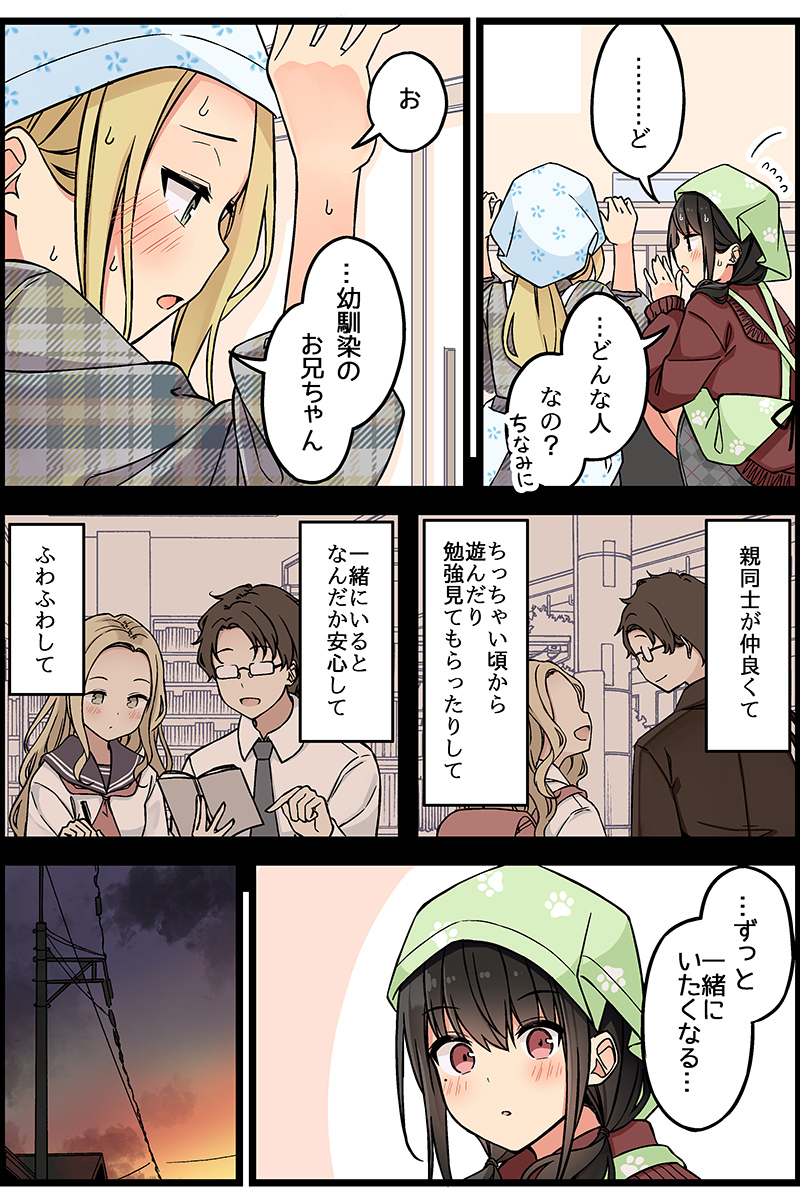 ………ど
…どんな人
なの？
ちなみに
お
…幼馴染の
お兄ちゃん
親同士が仲良くて
ちっちゃい頃から
遊んだり
勉強見てもらったりして
一緒にいると
なんだか安心して
ふわふわして
…ずっと
一緒に
いたくなる…